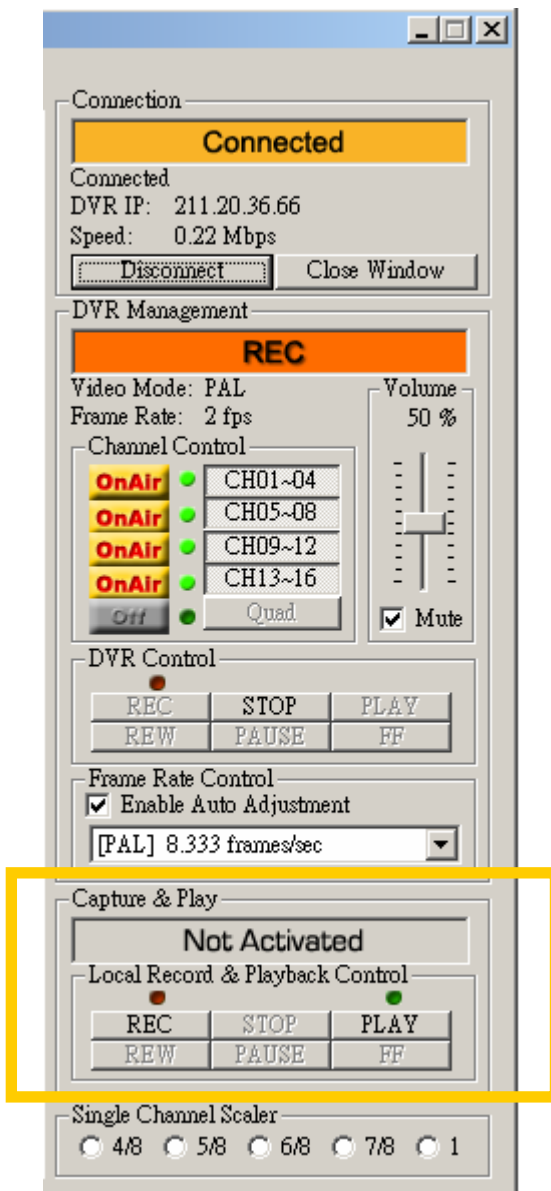 Connection
Connected
Connected
DVR IP: 211.20.36.66
Speed: 0.22 Mbps
Disconnect Close Window
DVR Management
REC
Video Mode: PAL
Frame Rate: 2 fps
Volume
50 %
Channel Control
OnAir CH01~04
OnAir CH05~08
OnAir CH09~12
OnAir CH13~16
Off Quad
Mute
DVR Control
REC STOP PLAY
REW PAUSE FF
Frame Rate Control
Enable Auto Adjustment
[PAL] 8.333 frames/sec
Capture & Play
Not Activated
Local Record & Playback Control
REC STOP PLAY
REW PAUSE FF
Single Channel Scaler
4/8 5/8 6/8 7/8 1